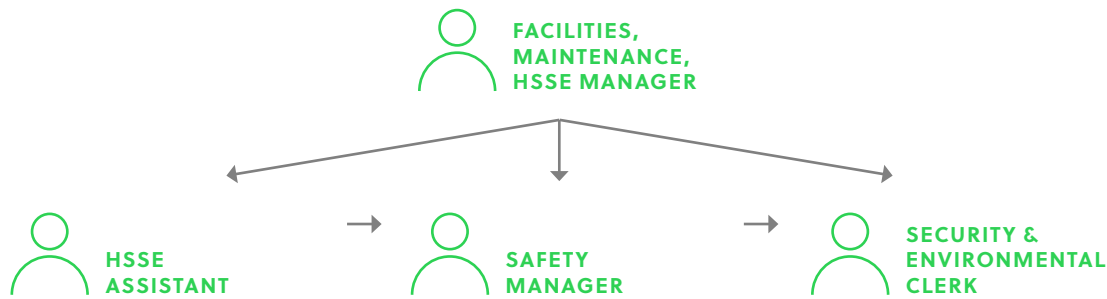 FACILITIES,
MAINTENANCE,
HSSE MANAGER
HSSE
ASSISTANT
SAFETY
MANAGER
SECURITY &
ENVIRONMENTAL
CLERK